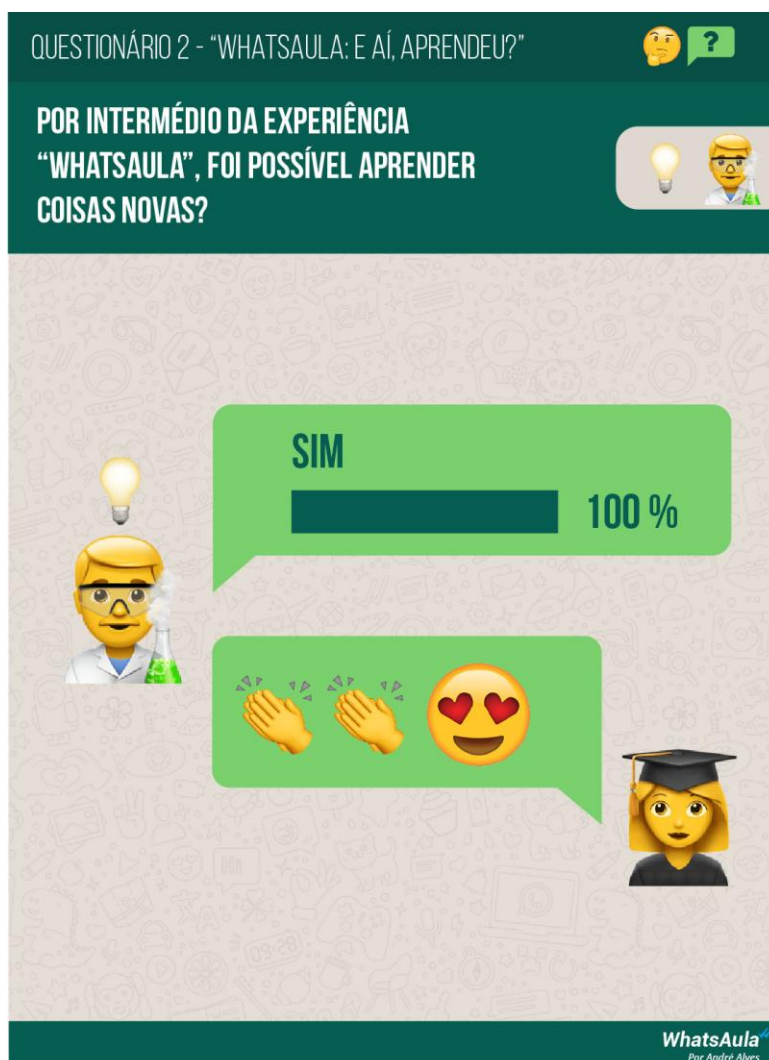 QUESTIONÁRIO 2 - “WHATSAULA: E AÍ, APRENDEU?”
?
POR INTERMÉDIO DA EXPERIÊNCIA
“WHATSAULA”, FOI POSSÍVEL APRENDER
COISAS NOVAS?
SIM
100 %
WhatsAula
Por André Alves